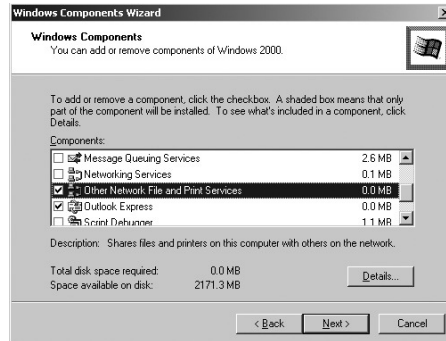 Windows Components Wizard
Windows Components
You can add or remove components of Windows 2000.
To add or remove a component, click the checkbox. A shaded box means that only
part of the component will be installed. To see what's included in a component, click
Details.
Components:
Message Queuing Services 2.6 MB
Networking Services 0.1 MB
Other Network File and Print Services 0.0 MB
Outlook Express 0.0 MB
Script Debugger 1.1 MB
Description: Shares files and printers on this computer with others on the network.
Total disk space required: 0.0 MB
Space available on disk: 2171.3 MB
Details...
< Back Next > Cancel